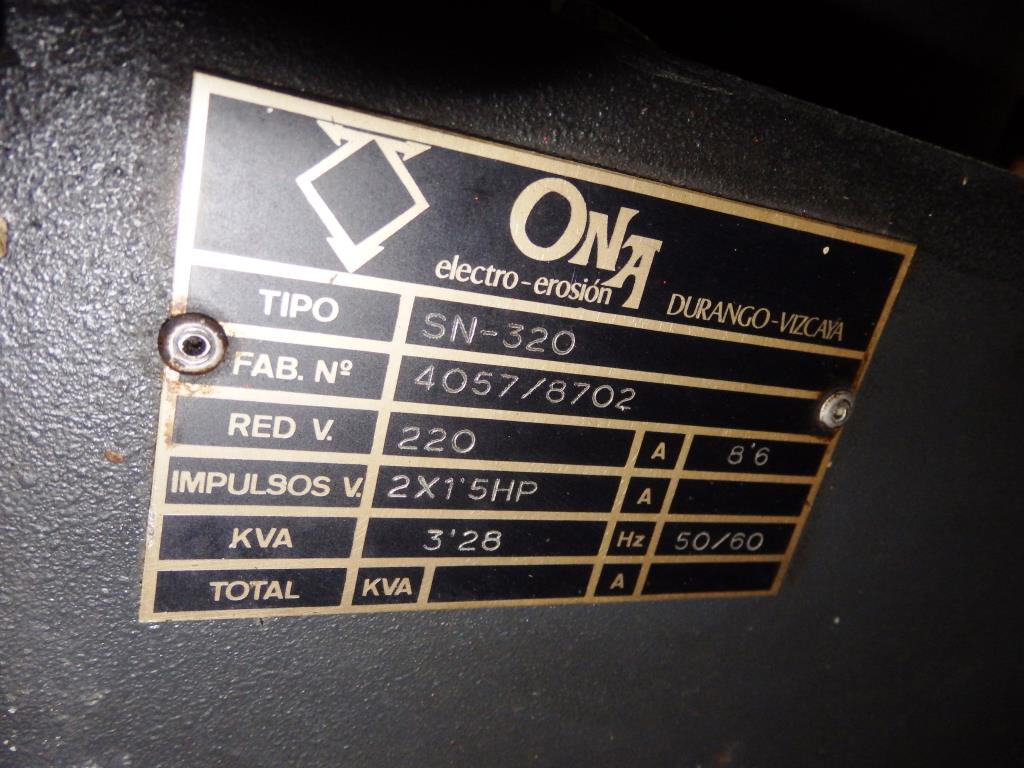 ONA
electro-erosión
DURANGO-VIZCAYA
TIPO SN-320
FAB. Nº 4057/8702
RED V. 220 A 8'6
IMPULSOS V. 2X1'5HP A
KVA 3'28 Hz 50/60
TOTAL KVA A